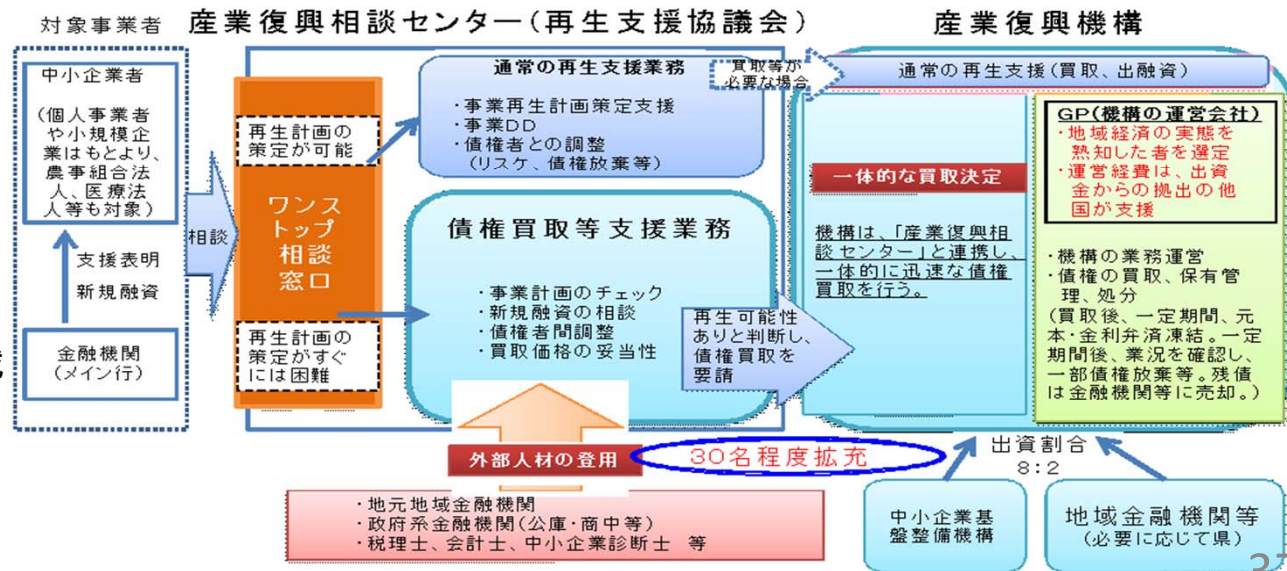 対象事業者
産業復興相談センター(再生支援協議会)
産業復興機構
中小企業者
(個人事業者
や小規模企
業はもとより、
農事組合法
人、医療法
人等も対象)
支援表明
新規融資
金融機関
(メイン行)
相談
再生計画の
策定が可能
ワンス
トップ
相談
窓口
再生計画の
策定がすぐ
には困難
通常の再生支援業務
・事業再生計画策定支援
・事業DD
・債権者との調整
(リスケ、債権放棄等)
買取等が
必要な場合
債権買取等支援業務
・事業計画のチェック
・新規融資の相談
・債権者間調整
・買取価格の妥当性
再生可能性
ありと判断し、
債権買取を
要請
外部人材の登用
30名程度拡充
・地元地域金融機関
・政府系金融機関(公庫・商中等)
・税理士、会計士、中小企業診断士 等
通常の再生支援(買取、出融資)
一体的な買取決定
機構は、「産業復興相
談センター」と連携し、
一体的に迅速な債権
買取を行う。
GP(機構の運営会社)
・地域経済の実態を
熟知した者を選定
・運営経費は、出資
金からの拠出の他
国が支援
・機構の業務運営
・債権の買取、保有管
理、処分
(買取後、一定期間、元
本・金利弁済凍結。一定
期間後、業況を確認し、
一部債権放棄等。残債
は金融機関等に売却。)
出資割合
8:2
中小企業基
盤整備機構
地域金融機関等
(必要に応じて県)
37